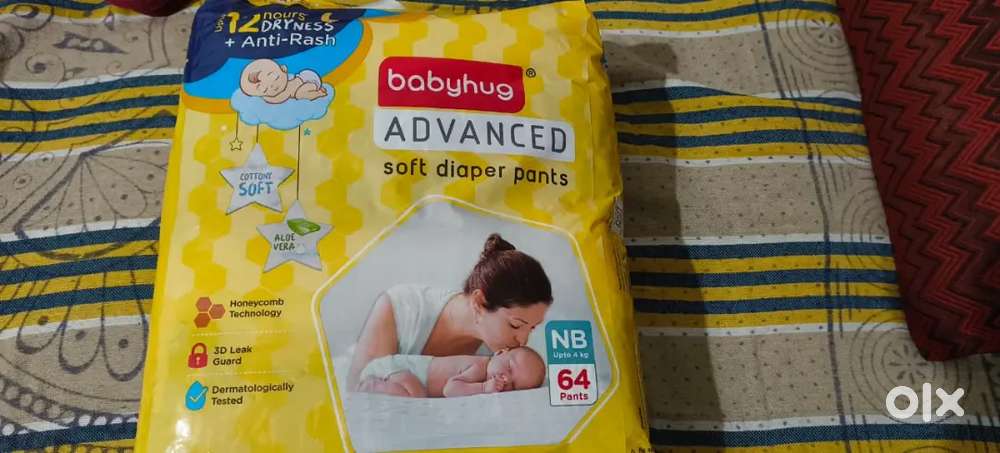 upto 12 hours
DRYNESS
+ Anti-Rash
babyhug®
ADVANCED
soft diaper pants
COTTONY
SOFT
ALOE
VERA
Honeycomb
Technology
3D Leak
Guard
Dermatologically
Tested
NB
Upto 4 kg
64
Pants
olx